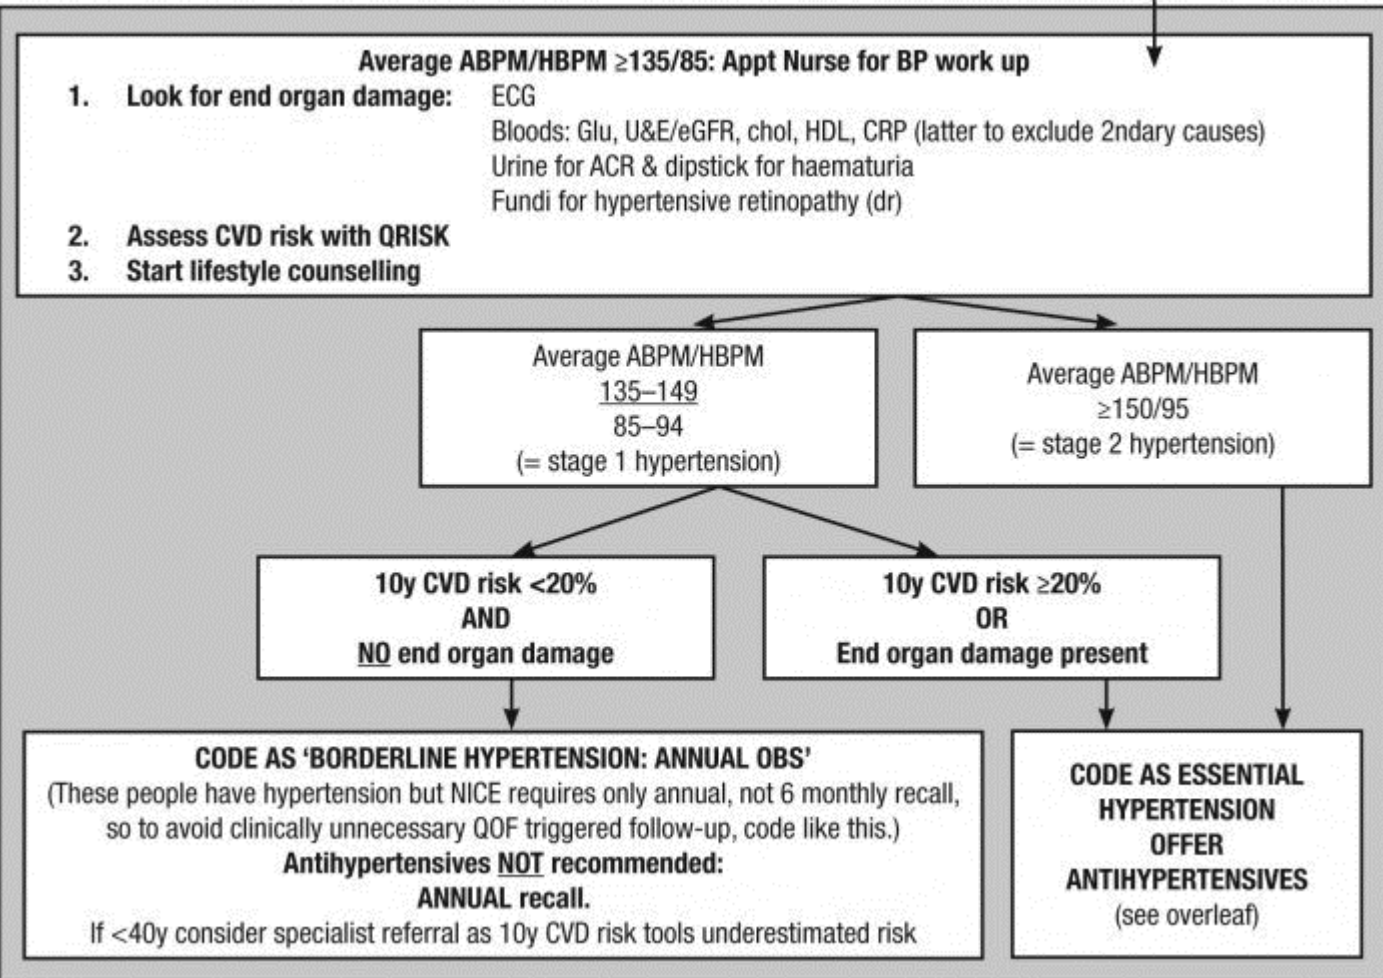 Average ABPM/HBPM ≥135/85: Appt Nurse for BP work up
1. Look for end organ damage: ECG
Bloods: Glu, U&E/eGFR, chol, HDL, CRP (latter to exclude 2ndary causes)
Urine for ACR & dipstick for haematuria
Fundi for hypertensive retinopathy (dr)
2. Assess CVD risk with QRISK
3. Start lifestyle counselling
Average ABPM/HBPM
135–149
85–94
(= stage 1 hypertension)
Average ABPM/HBPM
≥150/95
(= stage 2 hypertension)
10y CVD risk <20%
AND
NO end organ damage
10y CVD risk ≥20%
OR
End organ damage present
CODE AS ‘BORDERLINE HYPERTENSION: ANNUAL OBS’
(These people have hypertension but NICE requires only annual, not 6 monthly recall,
so to avoid clinically unnecessary QOF triggered follow-up, code like this.)
Antihypertensives NOT recommended:
ANNUAL recall.
If <40y consider specialist referral as 10y CVD risk tools underestimated risk
CODE AS ESSENTIAL
HYPERTENSION
OFFER
ANTIHYPERTENSIVES
(see overleaf)